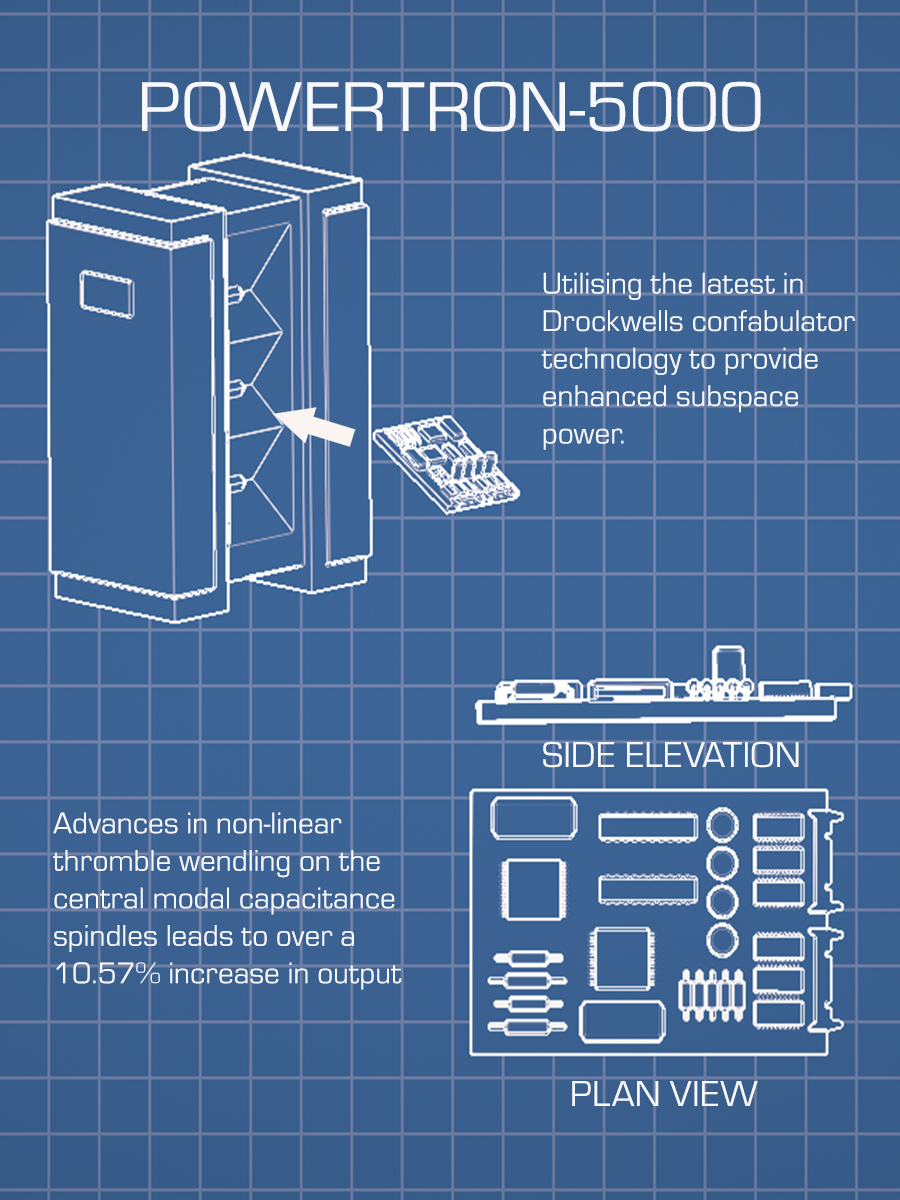 POWERTRON-5000
Utilising the latest in
Drockwells confabulator
technology to provide
enhanced subspace
power.
SIDE ELEVATION
Advances in non-linear
thromble wendling on the
central modal capacitance
spindles leads to over a
10.57% increase in output
PLAN VIEW